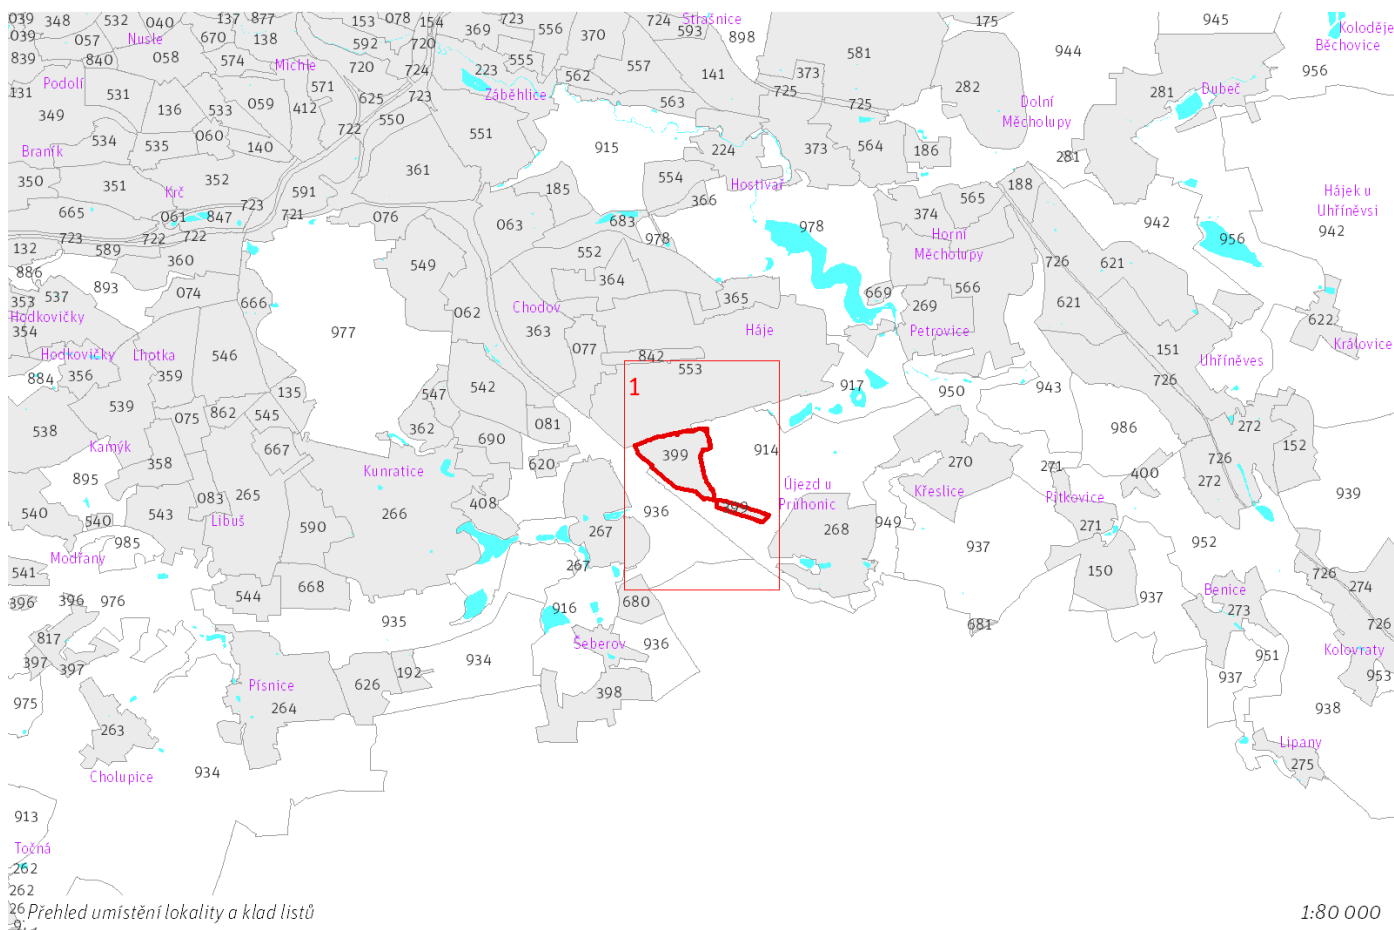 039 348 532 040 137 877 153 078 154 723 556 370 724 Strašnice 898 175 945 Koloděje
039 057 Nusle 670 138 592 720 369 593 581 944 Běchovice
839 840 058 574 Michle 720 724 223 555 562 557 141 373 956
Podolí 571 282 281 Dubeč
131 531 136 533 059 412 625 723 Záběhlice 563 725 725 Dolní
349 060 722 550 551 Měcholupy
534 535 140 915 224 373 564 186 281
Braník
350 351 352 361 554 Hostivař
Krč 591 185 366 374 565 188 Hájek u
665 061 847 723 721 076 063 683 978 978 942 Uhříněvsi
723 722 722 Horní 956 942
132 589 360 552 Měcholupy 726 621
886 549 364
893 074 666 365 669 566
353 537 062 Chodov 269 621 622
Hodkovičky 977 363 Háje Petrovice
354 546 077 842 151 Královice
Hodkovičky Lhotka 553 Uhříněves
884 356 359 135 547 542 1 917 950 943 726
539 075 862 545 362 081 986 272 152
538 690
Kamýk 667 399 914 270 726
358 620 271 400
895 Kunratice Újezd u Křeslice Pitkovice 272 939
083 265 408 399 Průhonic
540 540 543 Libuš 590 266 936 268 949 271
985 267 937 952
Modřany 267
541 668 150 726 274
396 396 976 544 916 680 937 Benice
817 935 681 273 726
397 397 Šeberov 936 Kolovraty
934 951
975 Písnice 626 192 398 937 953
264 938
263 Lipany
Cholupice 934 275
913
Točná
262
262
26 Přehled umístění lokality a klad listů 1:80 000